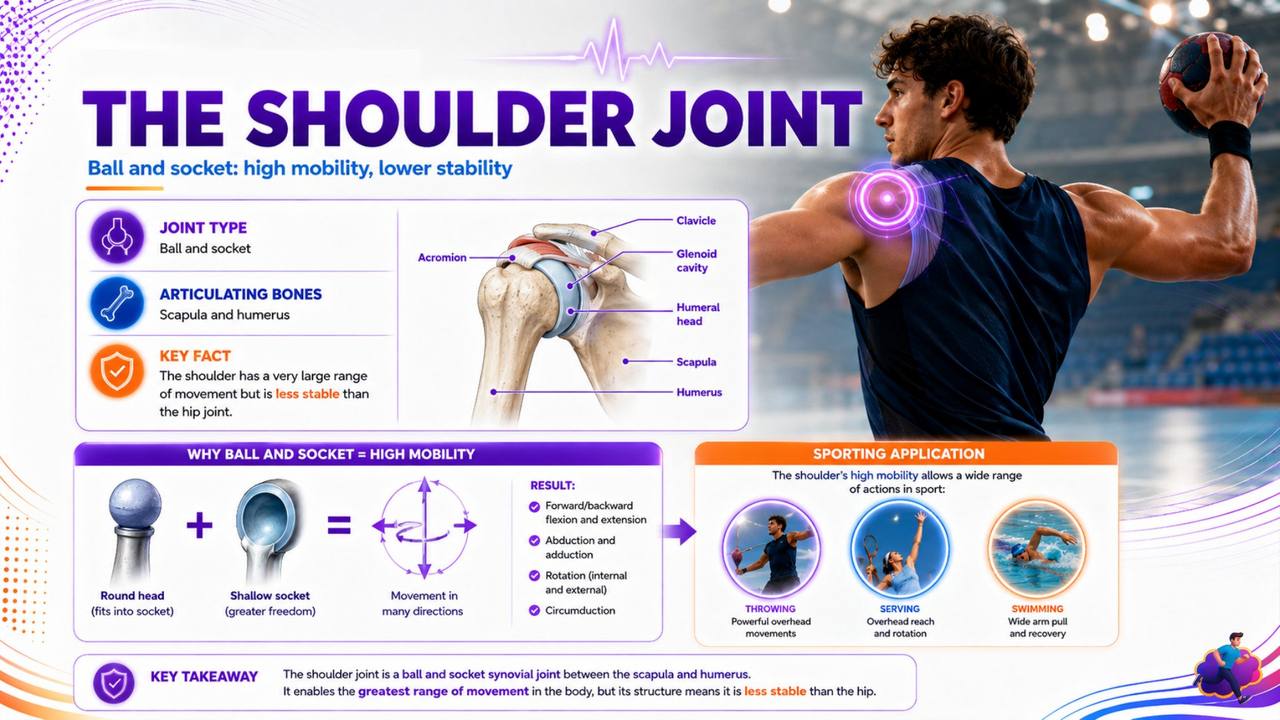 THE SHOULDER JOINT
Ball and socket: high mobility, lower stability
JOINT TYPE
Ball and socket
ARTICULATING BONES
Scapula and humerus
KEY FACT
The shoulder has a very large range
of movement but is less stable than
the hip joint.
Acromion
Clavicle
Glenoid
cavity
Humeral
head
Scapula
Humerus
WHY BALL AND SOCKET = HIGH MOBILITY
Round head
(fits into socket)
+
Shallow socket
(greater freedom)
=
Movement in
many directions
RESULT:
Forward/backward
flexion and extension
Abduction and
adduction
Rotation (internal
and external)
Circumduction
SPORTING APPLICATION
The shoulder's high mobility allows a wide range
of actions in sport:
THROWING
Powerful overhead
movements
SERVING
Overhead reach
and rotation
SWIMMING
Wide arm pull
and recovery
KEY TAKEAWAY
The shoulder joint is a ball and socket synovial joint between the scapula and humerus.
It enables the greatest range of movement in the body, but its structure means it is less stable than the hip.